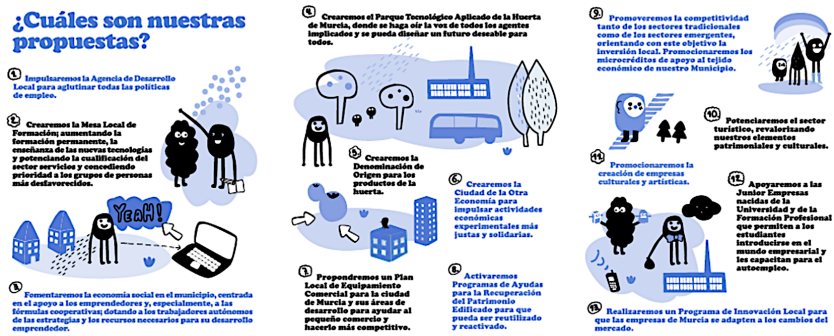 ¿Cuáles son nuestras
propuestas?
1. Impulsaremos la Agencia de Desarrollo
Local para aglutinar todas las políticas
de empleo.
2. Crearemos la Mesa Local de
Formación; aumentando la
formación permanente, la
enseñanza de las nuevas tecnologías
y potenciando la cualificación del
sector servicios y concediendo
prioridad a los grupos de personas
más desfavorecidos.
YEAH!
3. Fomentaremos la economía social en el municipio, centrada
en el apoyo a los emprendedores y, especialmente, a las
fórmulas cooperativas; dotando a los trabajadores autónomos
de las estrategias y los recursos necesarios para su desarrollo
emprendedor.
4. Crearemos el Parque Tecnológico Aplicado de la Huerta
de Murcia, donde se haga oír la voz de todos los agentes
implicados y se pueda diseñar un futuro deseable para
todos.
5. Crearemos la
Denominación de
Origen para los
productos de la
huerta.
6. Crearemos la
Ciudad de la Otra
Economía para
impulsar actividades
económicas
experimentales más
justas y solidarias.
7. Propondremos un Plan
Local de Equipamiento
Comercial para la ciudad
de Murcia y sus áreas de
desarrollo para ayudar al
pequeño comercio y
hacerlo más competitivo.
8. Activaremos
Programas de Ayudas
para la Recuperación
del Patrimonio
Edificado para que
pueda ser reutilizado
y reactivado.
9. Promoveremos la competitividad
tanto de los sectores tradicionales
como de los sectores emergentes,
orientando con este objetivo la
inversión local. Promocionaremos los
microcréditos de apoyo al tejido
económico de nuestro Municipio.
10. Potenciaremos el sector
turístico, revalorizando
nuestros elementos
patrimoniales y culturales.
11. Promocionaremos la
creación de empresas
culturales y artísticas.
12. Apoyaremos a las
Junior Empresas
nacidas de la
Universidad y de la
Formación Profesional
que permiten a los
estudiantes
introducirse en el
mundo empresarial y
les capacitan para el
autoempleo.
13. Realizaremos un Programa de Innovación Local para
que las empresas de Murcia se adapten a los cambios del
mercado.